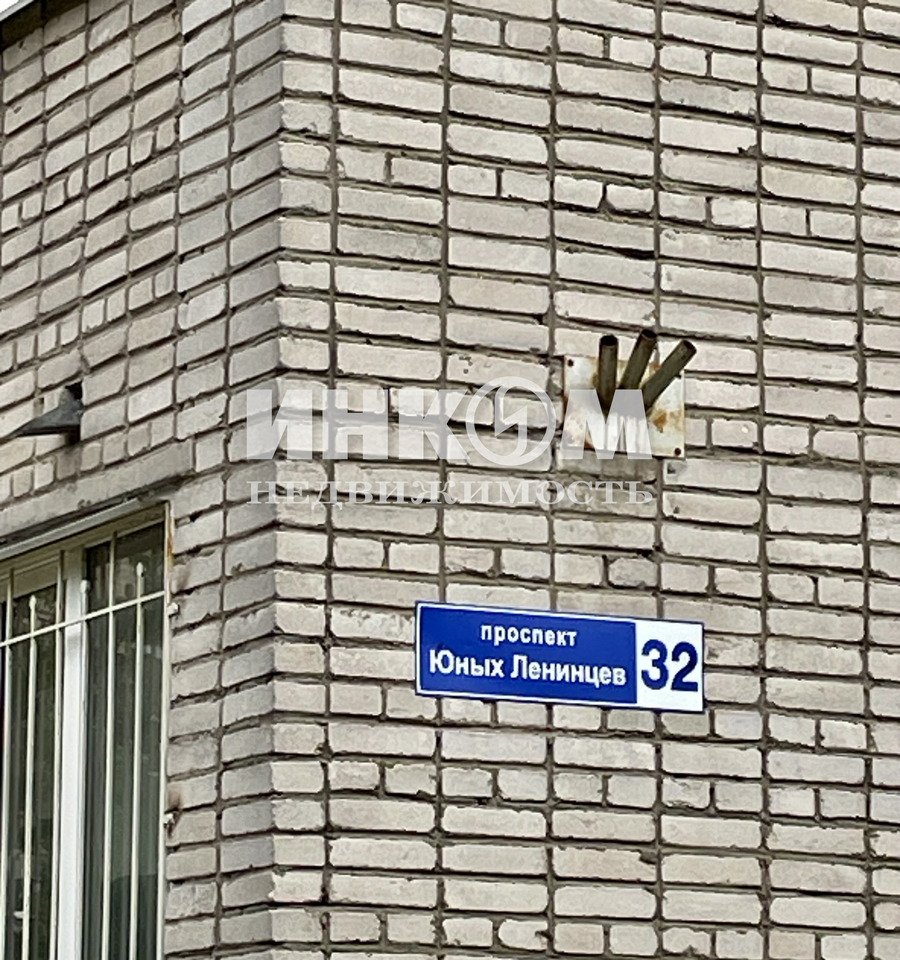 ИНКОМ
НЕДВИЖИМОСТЬ
проспект
Юных Ленинцев
32